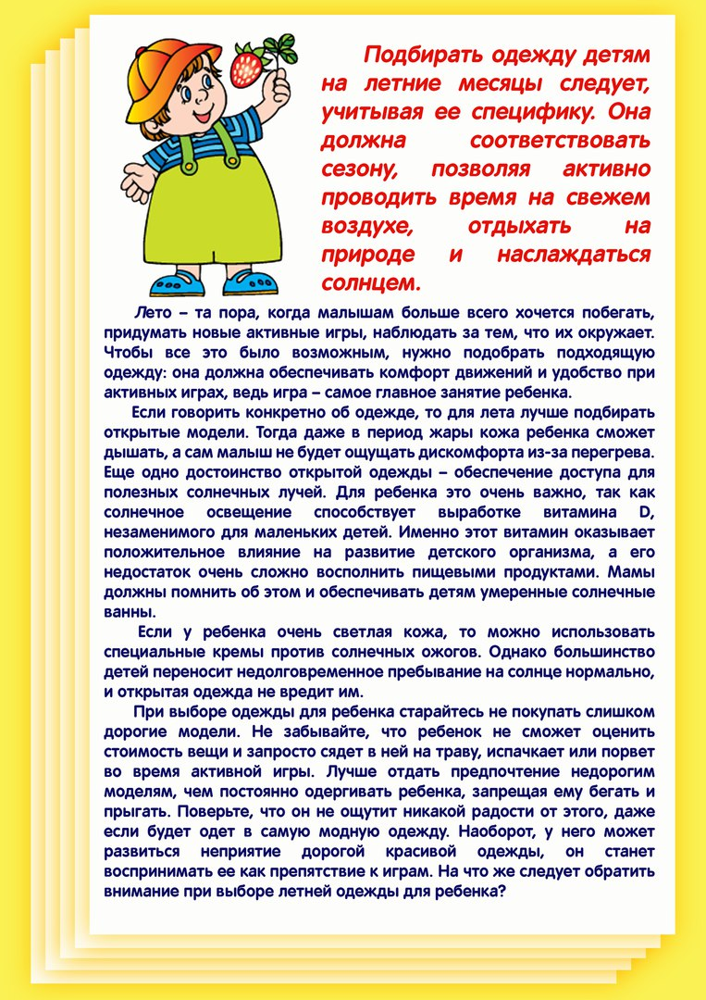 Подбирать одежду детям
на летние месяцы следует,
учитывая ее специфику. Она
должна соответствовать
сезону, позволяя активно
проводить время на свежем
воздухе, отдыхать на
природе и наслаждаться
солнцем.
Лето – та пора, когда малышам больше всего хочется побегать,
придумать новые активные игры, наблюдать за тем, что их окружает.
Чтобы все это было возможным, нужно подобрать подходящую
одежду: она должна обеспечивать комфорт движений и удобство при
активных играх, ведь игра – самое главное занятие ребенка.
Если говорить конкретно об одежде, то для лета лучше подбирать
открытые модели. Тогда даже в период жары кожа ребенка сможет
дышать, а сам малыш не будет ощущать дискомфорта из-за перегрева.
Еще одно достоинство открытой одежды – обеспечение доступа для
полезных солнечных лучей. Для ребенка это очень важно, так как
солнечное освещение способствует выработке витамина D,
незаменимого для маленьких детей. Именно этот витамин оказывает
положительное влияние на развитие детского организма, а его
недостаток очень сложно восполнить пищевыми продуктами. Мамы
должны помнить об этом и обеспечивать детям умеренные солнечные
ванны.
Если у ребенка очень светлая кожа, то можно использовать
специальные кремы против солнечных ожогов. Однако большинство
детей переносит недолговременное пребывание на солнце нормально,
и открытая одежда не вредит им.
При выборе одежды для ребенка старайтесь не покупать слишком
дорогие модели. Не забывайте, что ребенок не сможет оценить
стоимость вещи и запросто сядет в ней на траву, испачкает или порвет
во время активной игры. Лучше отдать предпочтение недорогим
моделям, чем постоянно одергивать ребенка, запрещая ему бегать и
прыгать. Поверьте, что он не ощутит никакой радости от этого, даже
если будет одет в самую модную одежду. Наоборот, у него может
развиться неприятие дорогой красивой одежды, он станет
воспринимать ее как препятствие к играм. На что же следует обратить
внимание при выборе летней одежды для ребенка?